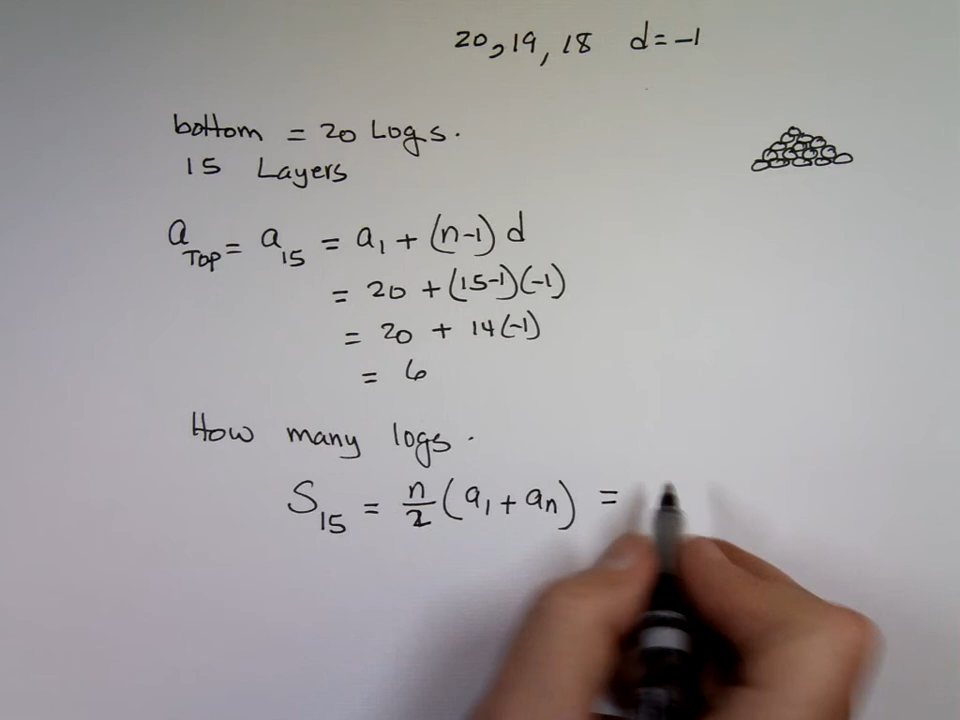 20, 19, 18 d = -1
bottom = 20 Logs.
15 Layers
a_Top = a_15 = a_1 + (n-1) d
= 20 + (15-1)(-1)
= 20 + 14(-1)
= 6
How many logs.
S_15 = n/2 (a_1 + a_n) =